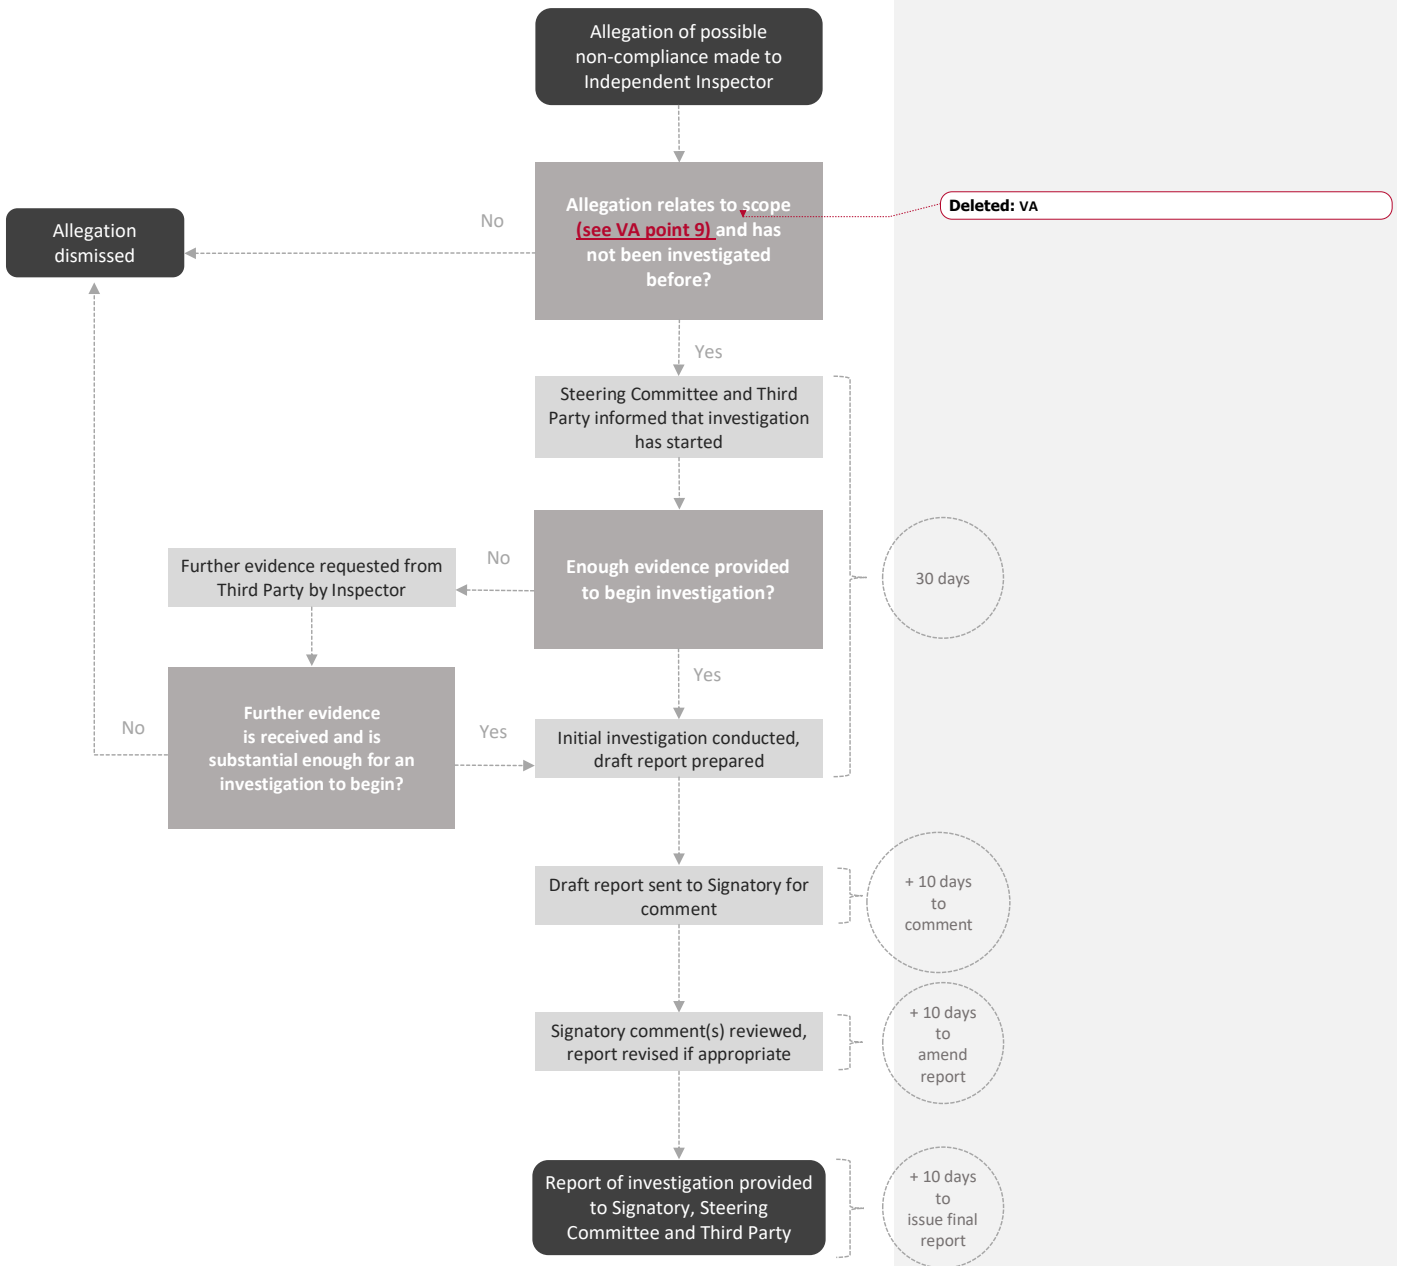 Allegation of possible
non-compliance made to
Independent Inspector
Allegation relates to scope
(see VA point 9) and has
not been investigated
before?
Deleted: VA
No
Allegation
dismissed
Yes
Steering Committee and Third
Party informed that investigation
has started
Enough evidence provided
to begin investigation?
30 days
No
Further evidence requested from
Third Party by Inspector
Yes
Further evidence
is received and is
substantial enough for an
investigation to begin?
No
Yes
Initial investigation conducted,
draft report prepared
Draft report sent to Signatory for
comment
+ 10 days
to
comment
Signatory comment(s) reviewed,
report revised if appropriate
+ 10 days
to
amend
report
Report of investigation provided
to Signatory, Steering
Committee and Third Party
+ 10 days
to
issue final
report